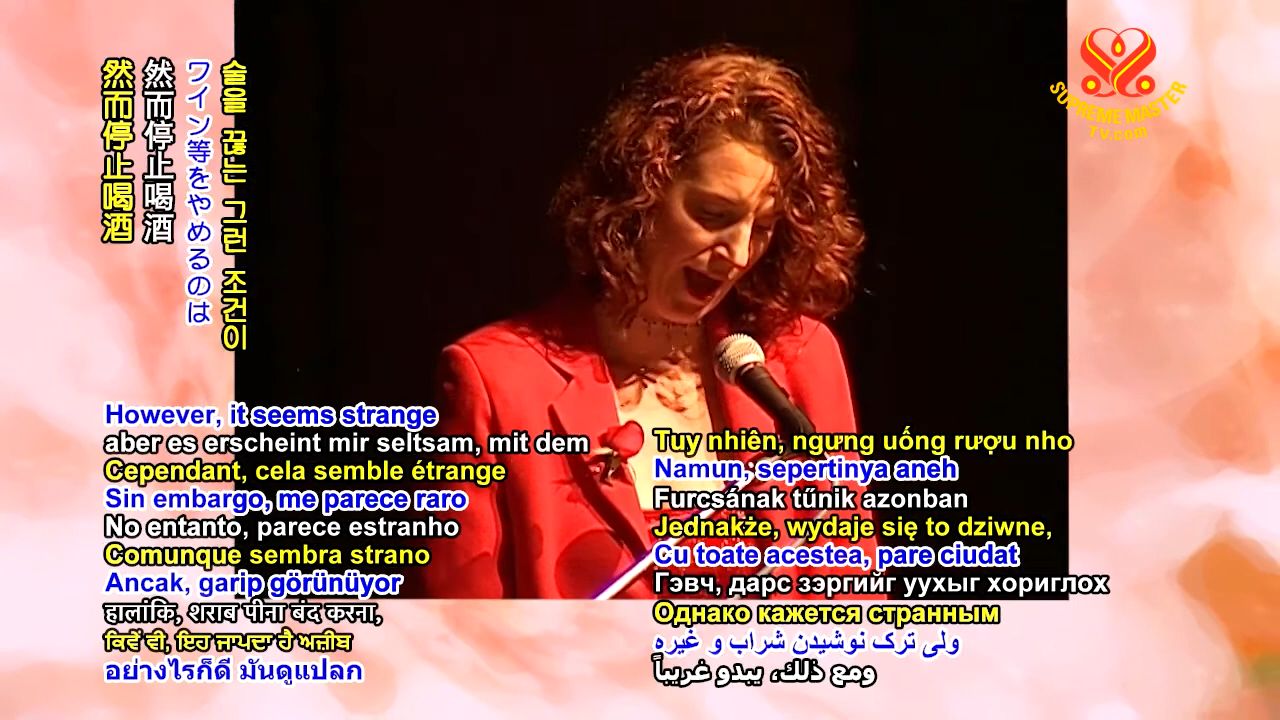 술을 끊는 그런 조건이
ワイン等をやめるのは
然而停止喝酒
然而停止喝酒
SUPREME MASTER
TV.com
However, it seems strange
aber es erscheint mir seltsam, mit dem
Cependant, cela semble étrange
Sin embargo, me parece raro
No entanto, parece estranho
Comunque sembra strano
Ancak, garip görünüyor
हालांकि, शराब पीना बंद करना,
ਕਿਵੇਂ ਵੀ, ਇਹ ਜਾਪਦਾ ਹੈ ਅਜ਼ੀਬ
อย่างไรก็ดี มันดูแปลก
Tuy nhiên, ngưng uống rượu nho
Namun, sepertinya aneh
Furcsának tűnik azonban
Jednakże, wydaje się to dziwne,
Cu toate acestea, pare ciudat
Гэвч, дарс зэргийг уухыг хориглох
Однако кажется странным
ولی ترک نوشیدن شراب و غیره
ومع ذلك، يبدو غريباً